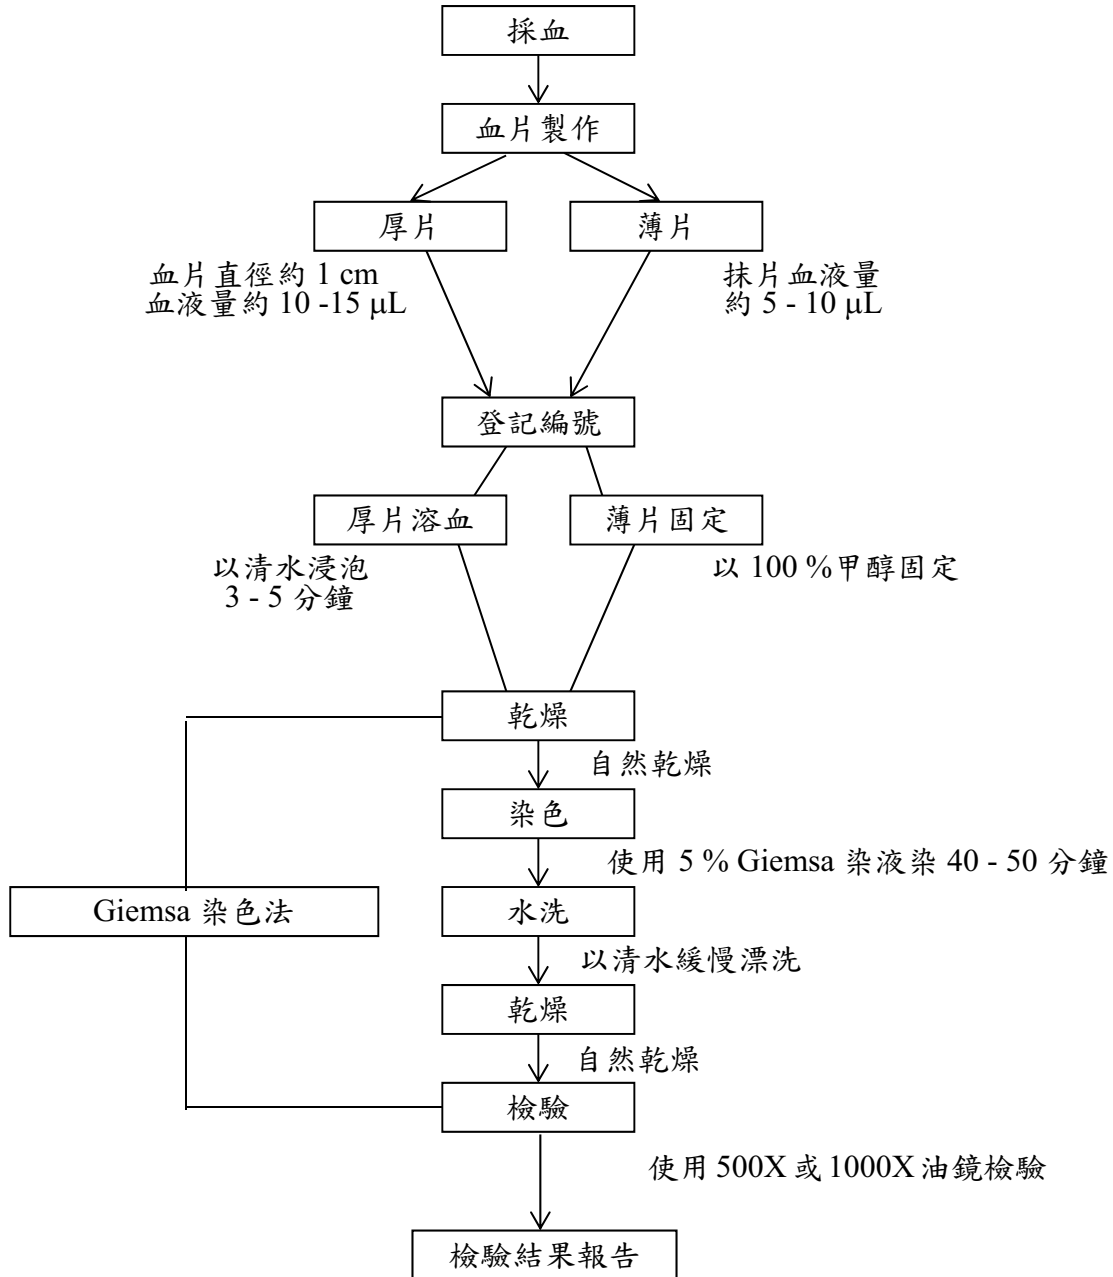 採血
血片製作
厚片
薄片
血片直徑約 1 cm
血液量約 10 -15 μL
抹片血液量
約 5 - 10 μL
登記編號
厚片溶血
薄片固定
以清水浸泡
3 - 5 分鐘
以 100 %甲醇固定
乾燥
自然乾燥
染色
使用 5 % Giemsa 染液染 40 - 50 分鐘
Giemsa 染色法
水洗
以清水緩慢漂洗
乾燥
自然乾燥
檢驗
使用 500X 或 1000X 油鏡檢驗
檢驗結果報告